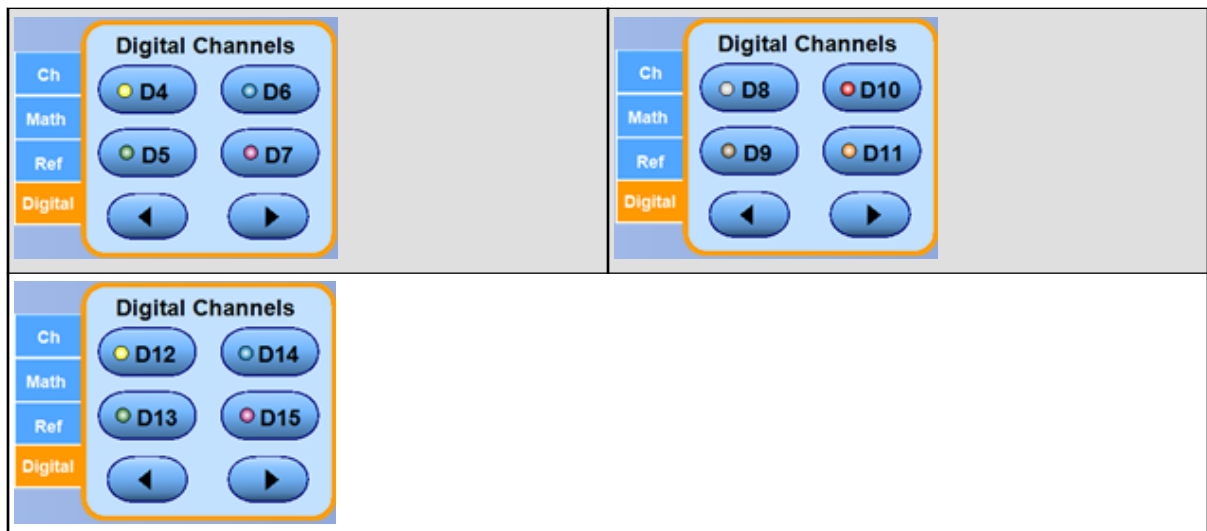 Digital Channels
Ch
D4 D6
Math
D5 D7
Ref
Digital
Digital Channels
Ch
D8 D10
Math
D9 D11
Ref
Digital
Digital Channels
Ch
D12 D14
Math
D13 D15
Ref
Digital